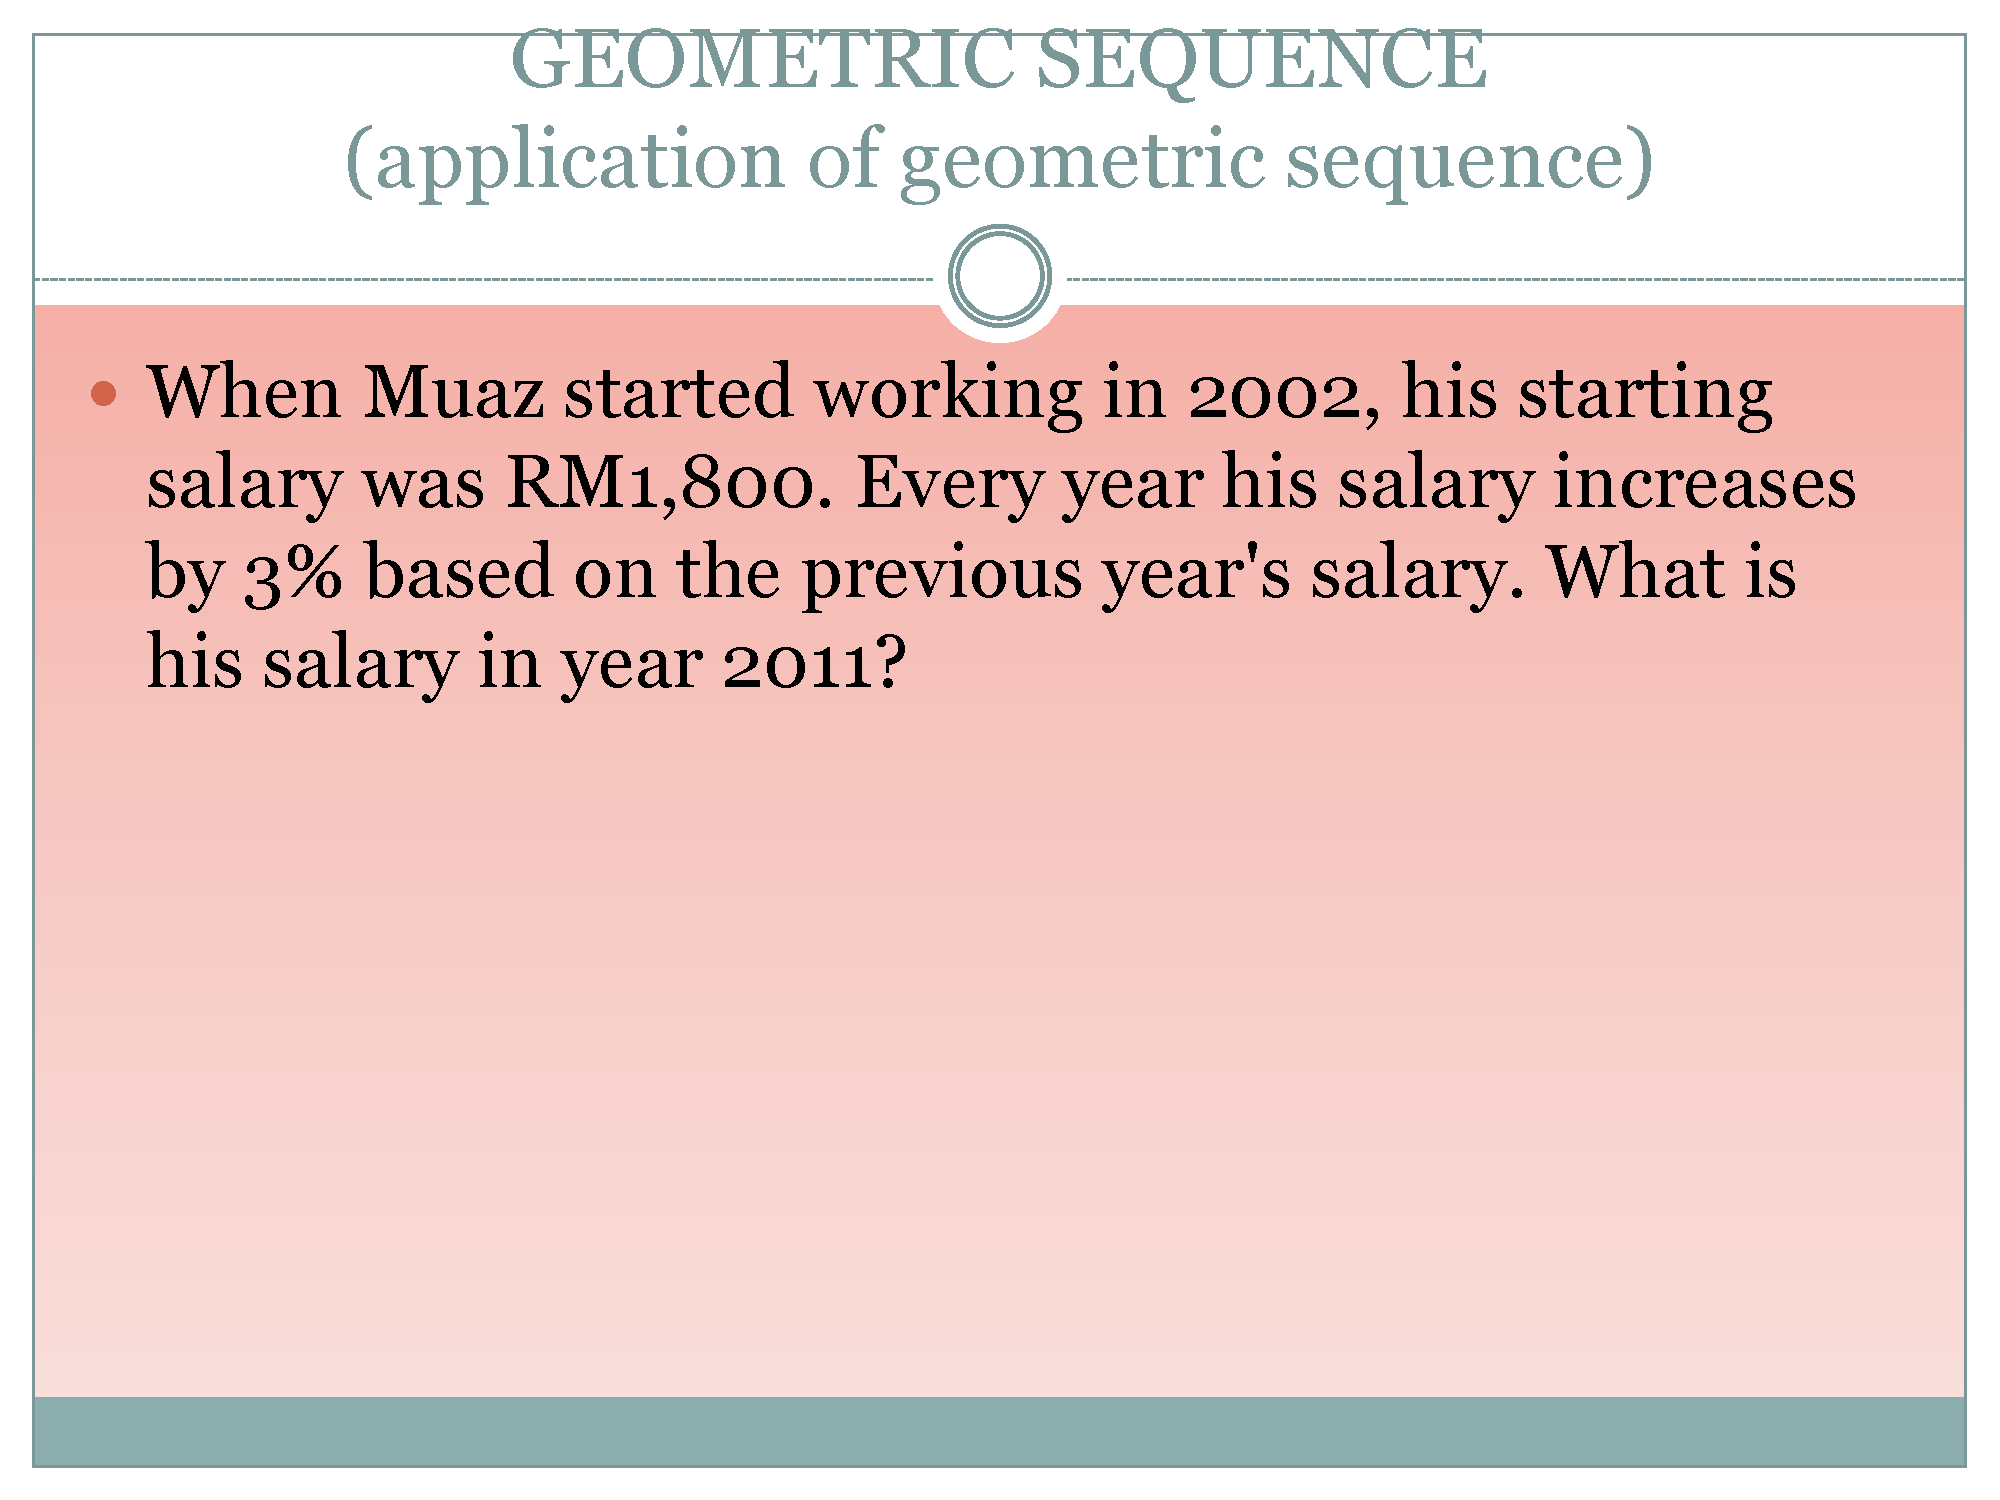 GEOMETRIC SEQUENCE
(application of geometric sequence)
• When Muaz started working in 2002, his starting
salary was RM1,800. Every year his salary increases
by 3% based on the previous year's salary. What is
his salary in year 2011?